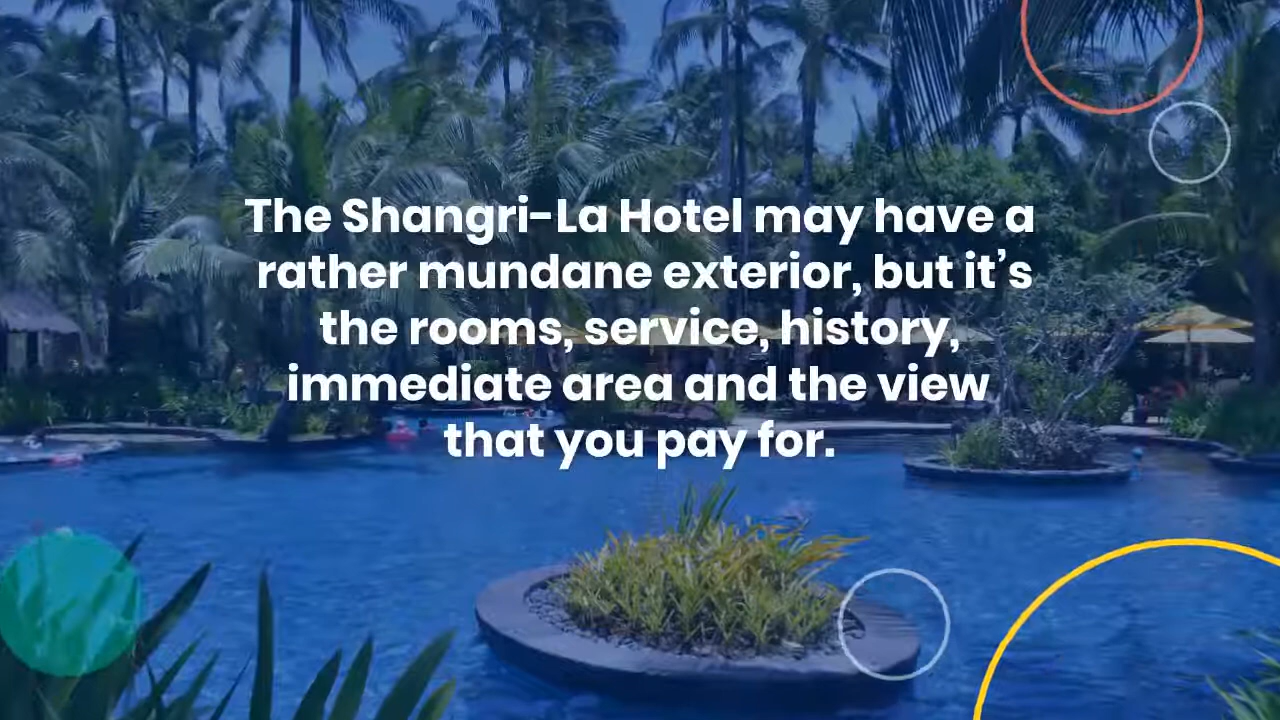 The Shangri-La Hotel may have a
rather mundane exterior, but it’s
the rooms, service, history,
immediate area and the view
that you pay for.